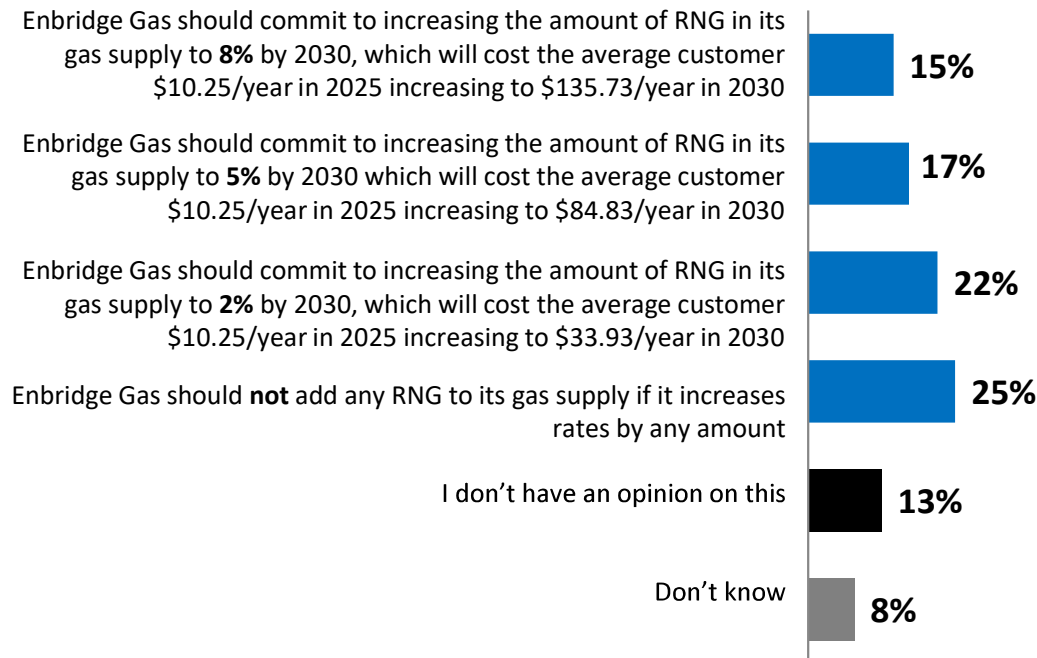 Enbridge Gas should commit to increasing the amount of RNG in its
gas supply to 8% by 2030, which will cost the average customer
$10.25/year in 2025 increasing to $135.73/year in 2030
15%
Enbridge Gas should commit to increasing the amount of RNG in its
gas supply to 5% by 2030 which will cost the average customer
$10.25/year in 2025 increasing to $84.83/year in 2030
17%
Enbridge Gas should commit to increasing the amount of RNG in its
gas supply to 2% by 2030, which will cost the average customer
$10.25/year in 2025 increasing to $33.93/year in 2030
22%
Enbridge Gas should not add any RNG to its gas supply if it increases
rates by any amount
25%
I don’t have an opinion on this
13%
Don’t know
8%